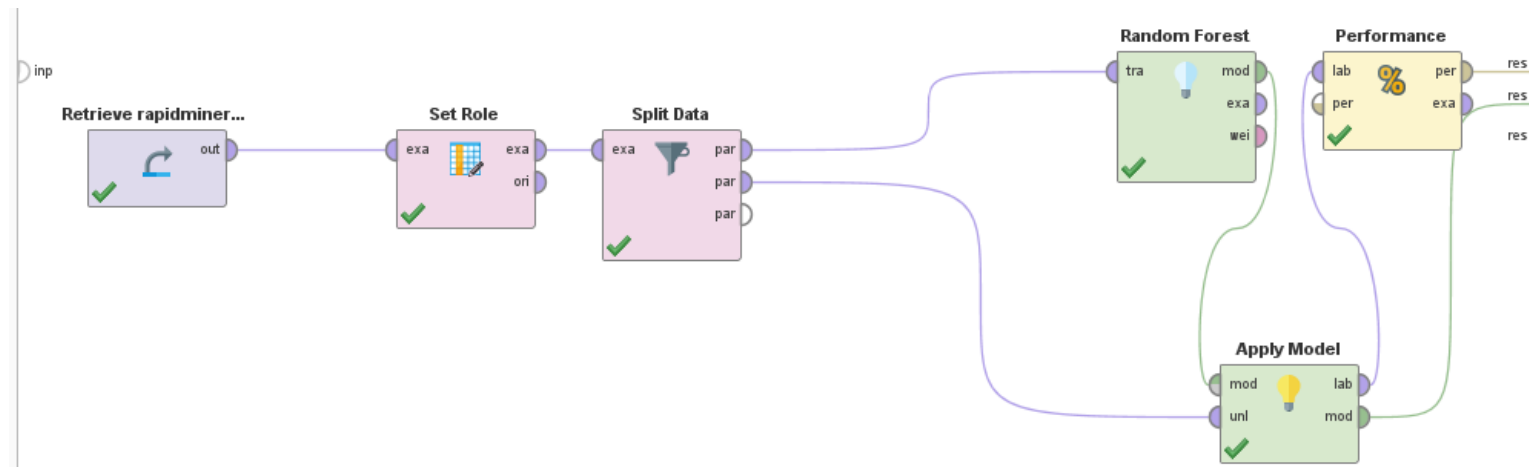 inp
Retrieve rapidminer...
out
Set Role
exa exa
ori
Split Data
exa par
par
par
Random Forest
tra mod
exa
wei
Performance
lab % per
per exa
res
res
res
Apply Model
mod lab
unl mod